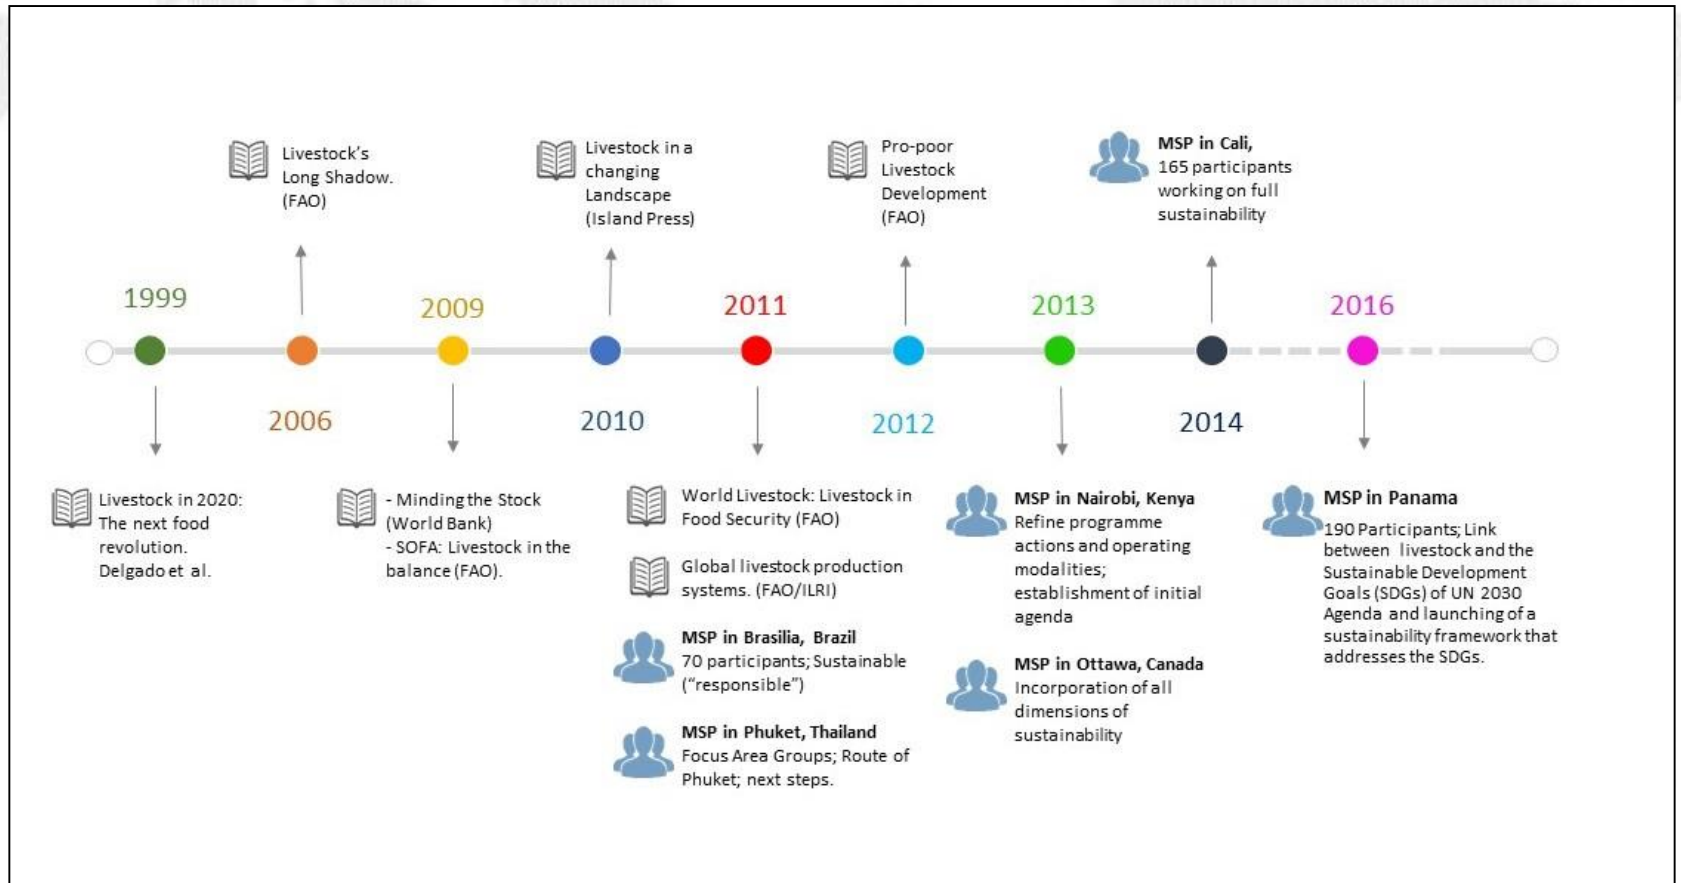 Livestock's
Long Shadow.
(FAO)
Livestock in a
changing
Landscape
(Island Press)
Pro-poor
Livestock
Development
(FAO)
MSP in Cali,
165 participants
working on full
sustainability
1999
2009
2011
2013
2016
2006
2010
2012
2014
Livestock in 2020:
The next food
revolution.
Delgado et al.
- Minding the Stock
(World Bank)
- SOFA: Livestock in the
balance (FAO).
World Livestock: Livestock in
Food Security (FAO)
Global livestock production
systems. (FAO/ILRI)
MSP in Brasilia, Brazil
70 participants; Sustainable
("responsible")
MSP in Phuket, Thailand
Focus Area Groups; Route of
Phuket; next steps.
MSP in Nairobi, Kenya
Refine programme
actions and operating
modalities;
establishment of initial
agenda
MSP in Ottawa, Canada
Incorporation of all
dimensions of
sustainability
MSP in Panama
190 Participants; Link
between livestock and the
Sustainable Development
Goals (SDGs) of UN 2030
Agenda and launching of a
sustainability framework that
addresses the SDGs.